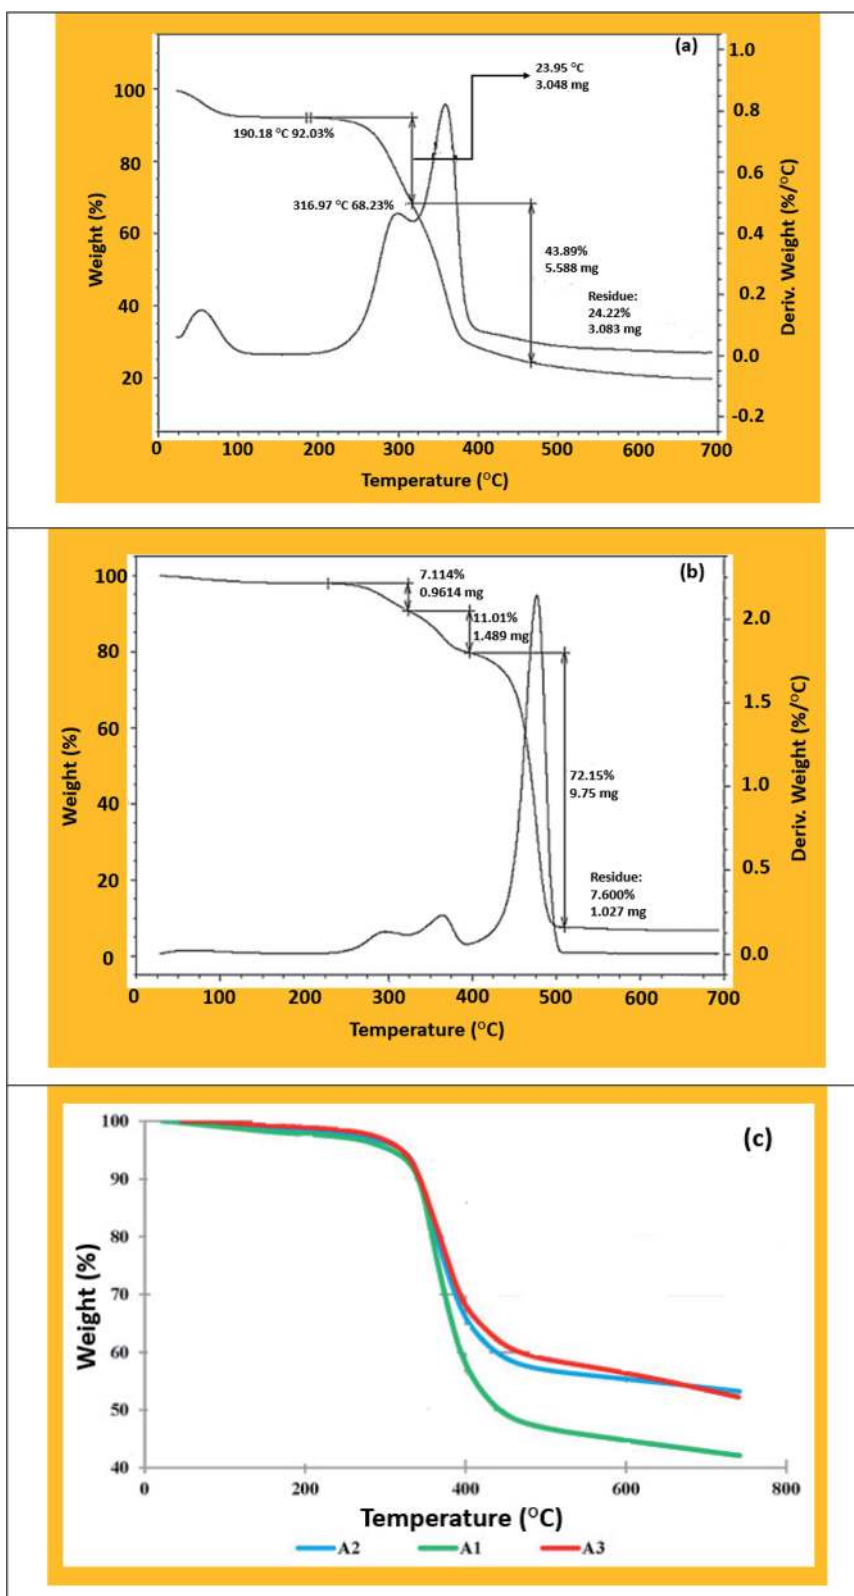 (a)
1.0
0.8
0.6
0.4
0.2
0.0
-0.2
100
80
60
40
20
Weight (%)
Deriv. Weight (%/°C)
23.95 °C
3.048 mg
190.18 °C 92.03%
316.97 °C 68.23%
43.89%
5.588 mg
Residue:
24.22%
3.083 mg
0 100 200 300 400 500 600 700
Temperature (°C)
(b)
100
80
60
40
20
0
Weight (%)
2.0
1.5
1.0
0.5
0.0
Deriv. Weight (%/°C)
7.114%
0.9614 mg
11.01%
1.489 mg
72.15%
9.75 mg
Residue:
7.600%
1.027 mg
0 100 200 300 400 500 600 700
Temperature (°C)
(c)
100
90
80
70
60
50
40
Weight (%)
0 200 400 600 800
Temperature (°C)
A2 A1 A3